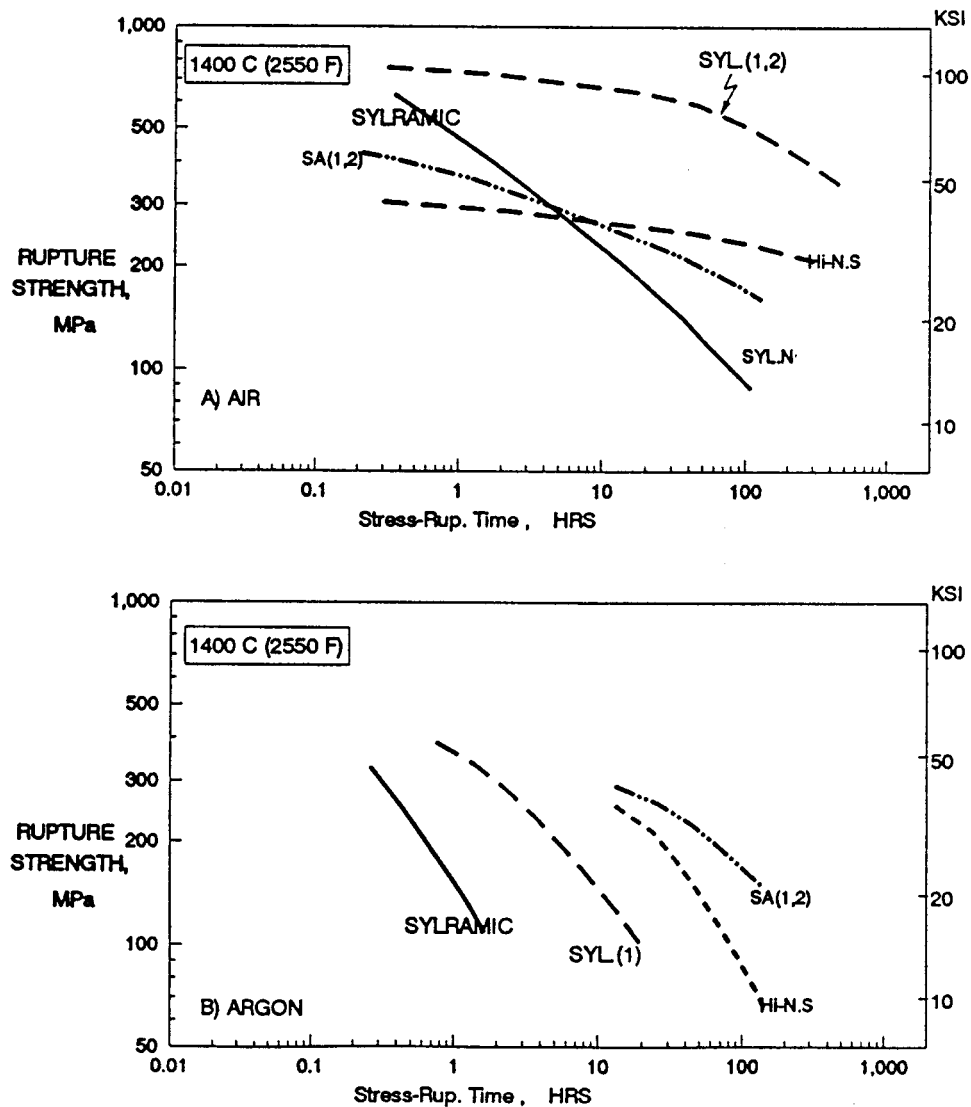 1,000
KSI
1400 C (2550 F)
SYL.(1,2)
100
500
SYLRAMIC
SA(1,2)
50
300
RUPTURE
STRENGTH,
MPa
200
Hi-N.S
20
SYL.N
100
A) AIR
10
50
0.01 0.1 1 10 100 1,000
Stress-Rup. Time , HRS
1,000
KSI
1400 C (2550 F)
100
500
50
300
RUPTURE
STRENGTH,
MPa
200
SA(1,2)
20
SYLRAMIC
100
SYL.(1)
Hi-N.S
10
B) ARGON
50
0.01 0.1 1 10 100 1,000
Stress-Rup. Time , HRS